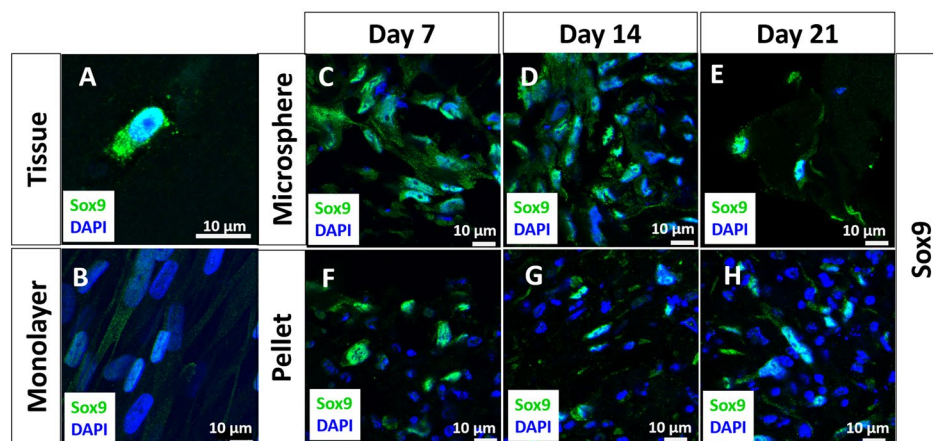 Day 7
Day 14
Day 21
Tissue
A
Sox9
DAPI
10 µm
Microsphere
C
Sox9
DAPI
10 µm
D
Sox9
DAPI
10 µm
E
Sox9
DAPI
10 µm
Sox9
Monolayer
B
Sox9
DAPI
10 µm
Pellet
F
Sox9
DAPI
10 µm
G
Sox9
DAPI
10 µm
H
Sox9
DAPI
10 µm